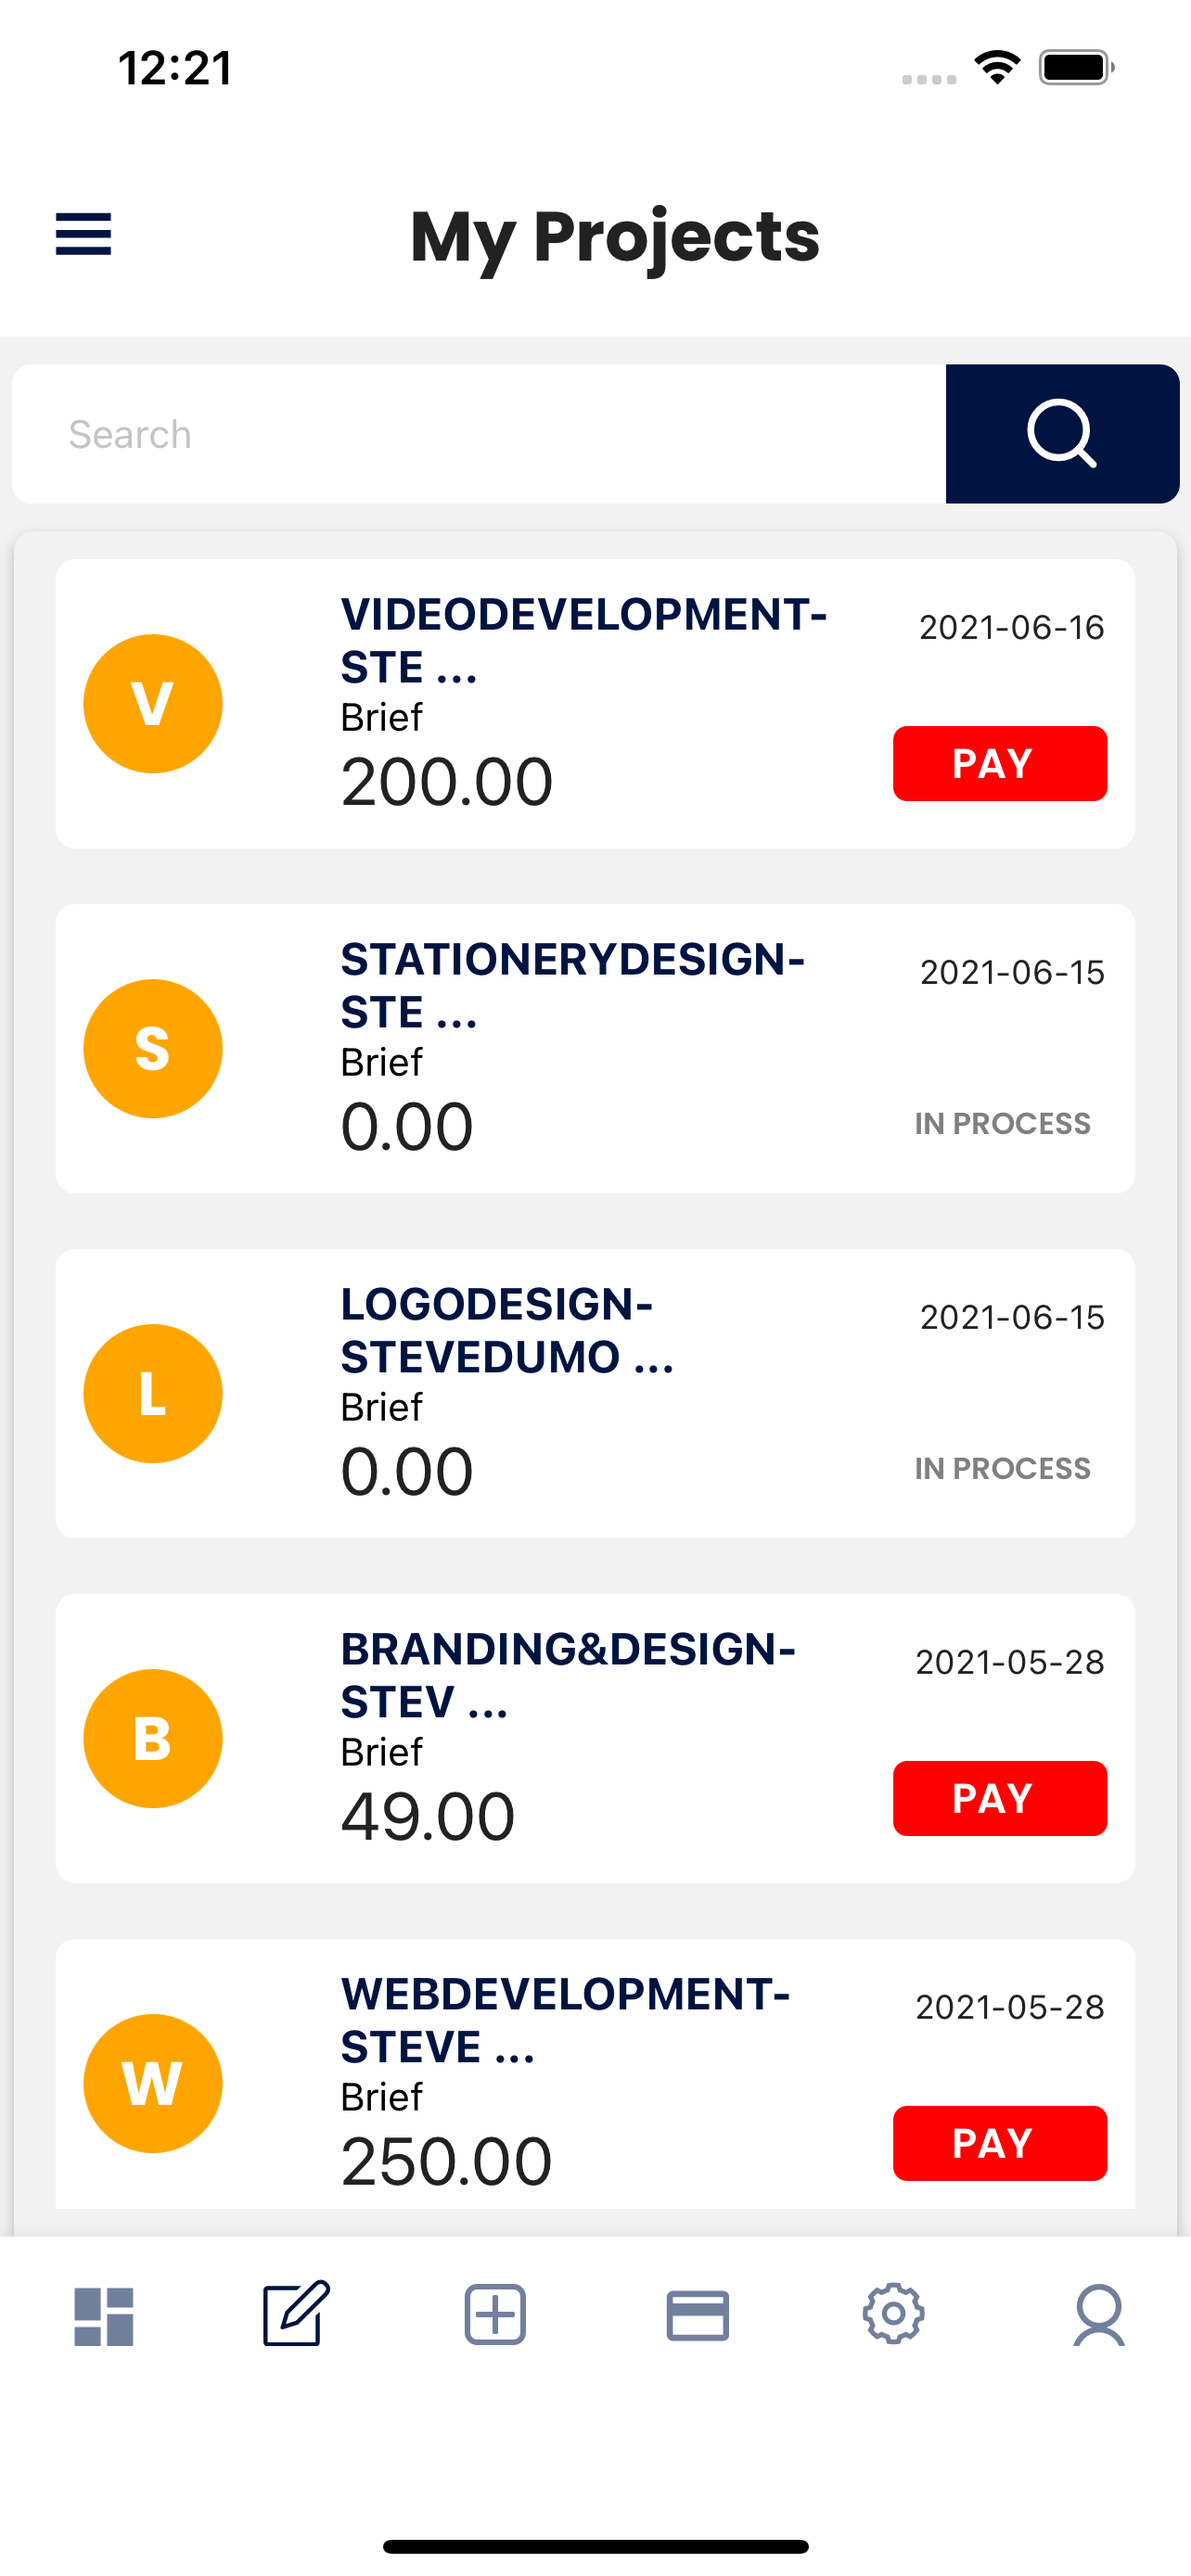 12:21
My Projects
Search
V
VIDEODEVELOPMENT-
STE ...
Brief
200.00
2021-06-16
PAY
S
STATIONERYDESIGN-
STE ...
Brief
0.00
2021-06-15
IN PROCESS
L
LOGODESIGN-
STEVEDUMO ...
Brief
0.00
2021-06-15
IN PROCESS
B
BRANDING&DESIGN-
STEV ...
Brief
49.00
2021-05-28
PAY
W
WEBDEVELOPMENT-
STEVE ...
Brief
250.00
2021-05-28
PAY